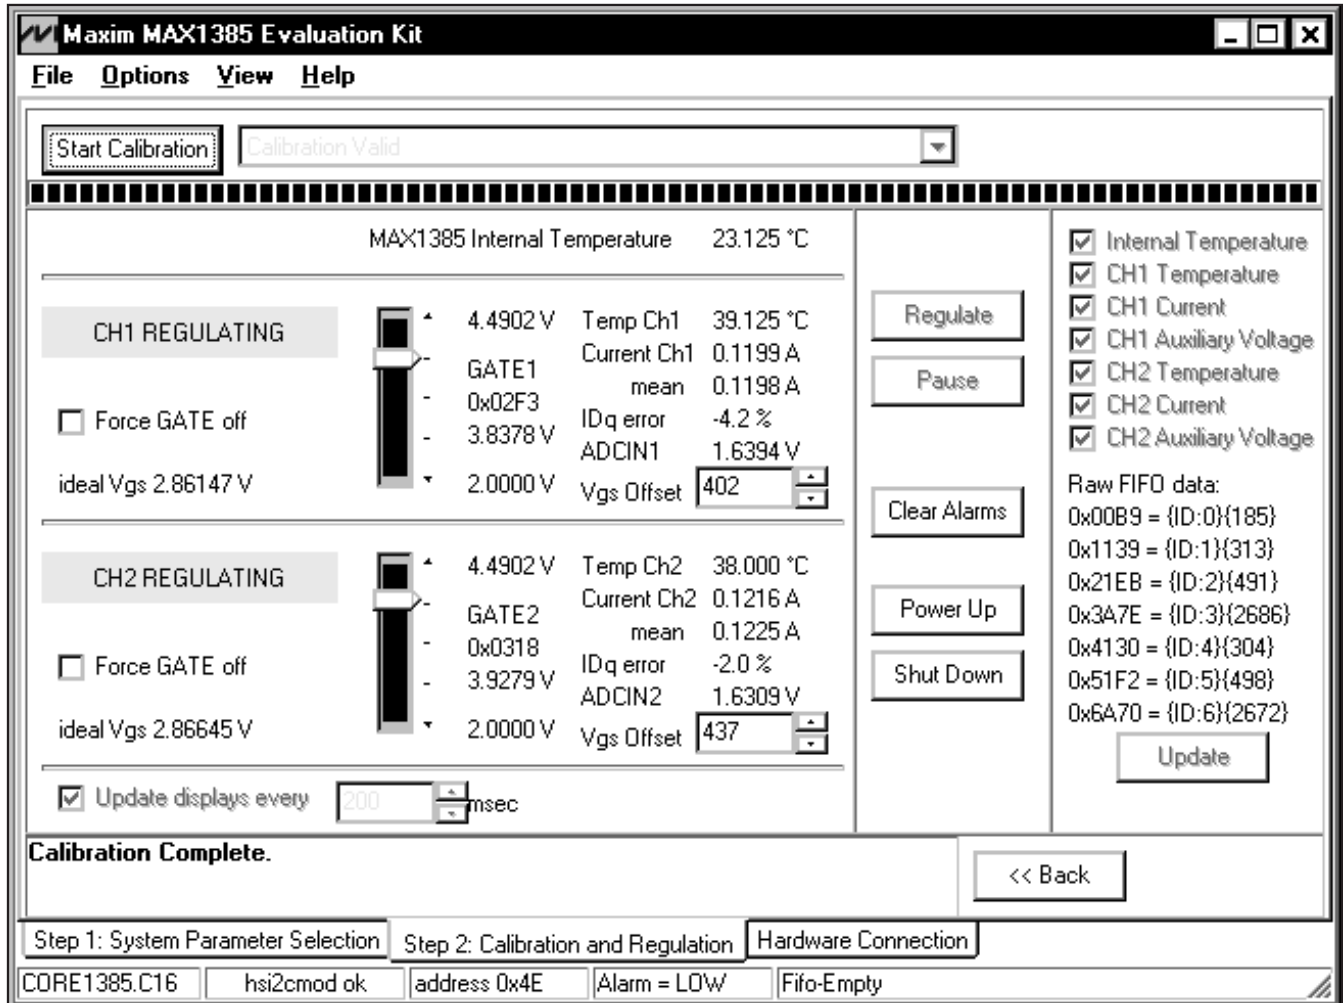 Maxim MAX1385 Evaluation Kit
File Options View Help
Start Calibration Calibration Valid
MAX1385 Internal Temperature 23.125 °C
CH1 REGULATING
Force GATE off
ideal Vgs 2.86147 V
4.4902 V
GATE1
0x02F3
3.8378 V
2.0000 V
Temp Ch1 39.125 °C
Current Ch1 0.1199 A
mean 0.1198 A
IDq error -4.2 %
ADCIN1 1.6394 V
Vgs Offset 402
CH2 REGULATING
Force GATE off
ideal Vgs 2.86645 V
4.4902 V
GATE2
0x0318
3.9279 V
2.0000 V
Temp Ch2 38.000 °C
Current Ch2 0.1216 A
mean 0.1225 A
IDq error -2.0 %
ADCIN2 1.6309 V
Vgs Offset 437
Update displays every 200 msec
Regulate
Pause
Clear Alarms
Power Up
Shut Down
Internal Temperature
CH1 Temperature
CH1 Current
CH1 Auxiliary Voltage
CH2 Temperature
CH2 Current
CH2 Auxiliary Voltage
Raw FIFO data:
0x00B9 = {ID:0}{185}
0x1139 = {ID:1}{313}
0x21EB = {ID:2}{491}
0x3A7E = {ID:3}{2686}
0x4130 = {ID:4}{304}
0x51F2 = {ID:5}{498}
0x6A70 = {ID:6}{2672}
Update
Calibration Complete.
<< Back
Step 1: System Parameter Selection Step 2: Calibration and Regulation Hardware Connection
CORE1385.C16 hsi2cmod ok address 0x4E Alarm = LOW Fifo-Empty